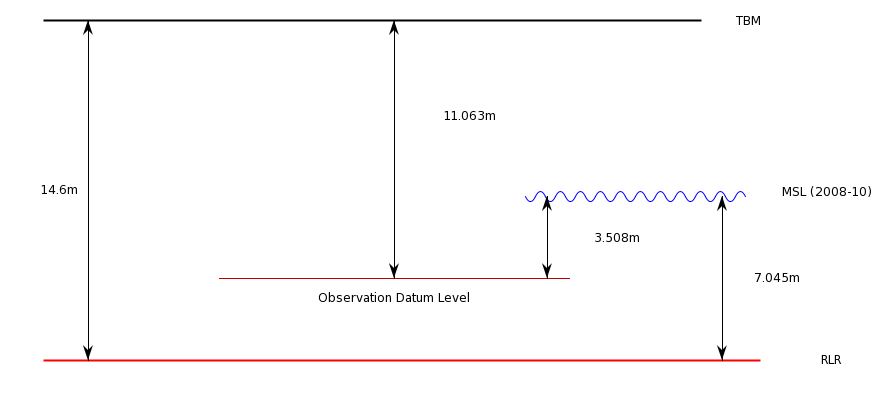 TBM
11.063m
14.6m
MSL (2008-10)
3.508m
7.045m
Observation Datum Level
RLR